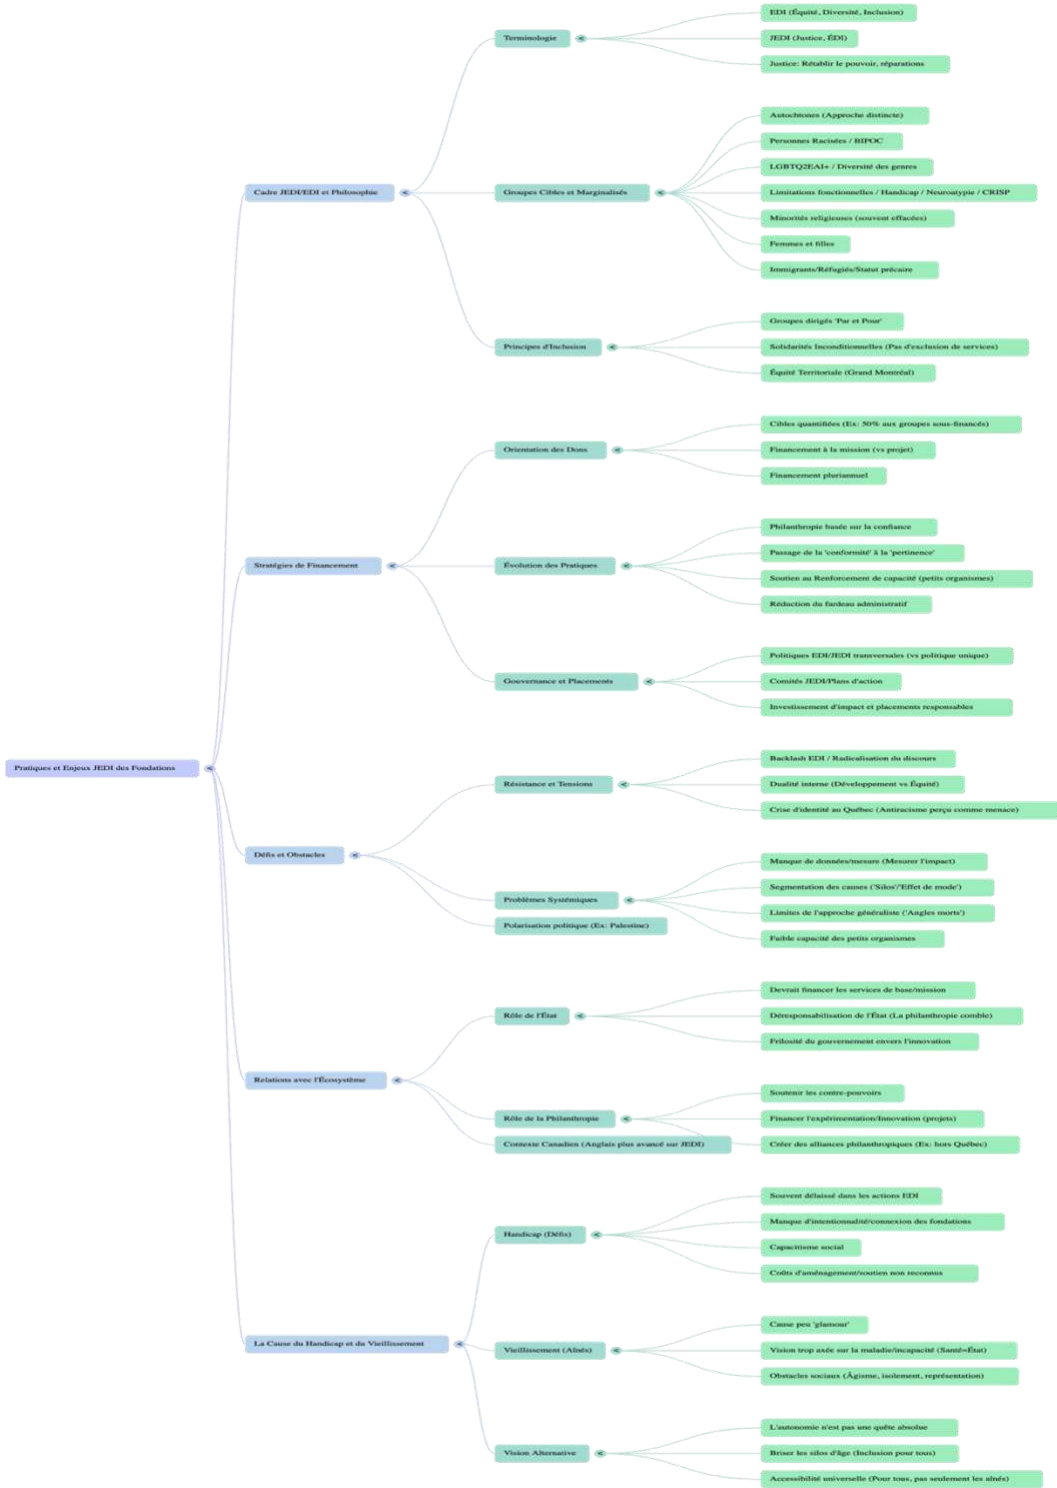 Pratiques et Enjeux JEDI des Fondations
Cadre JEDI/EDI et Philosophie
Terminologie
EDI (Équité, Diversité, Inclusion)
JEDI (Justice, ÉDI)
Justice: Rétablir le pouvoir, réparations
Groupes Cibles et Marginalisés
Autochtones (Approche distincte)
Personnes Racisées / BIPOC
LGBTQ2EAI+ / Diversité des genres
Limitations fonctionnelles / Handicap / Neuroatypie / CRISP
Minorités religieuses (souvent effacées)
Femmes et filles
Immigrants/Réfugiés/Statut précaire
Principes d'Inclusion
Groupes dirigés 'Par et Pour'
Solidarités Inconditionnelles (Pas d'exclusion de services)
Équité Territoriale (Grand Montréal)
Stratégies de Financement
Orientation des Dons
Cibles quantifiées (Ex: 50% aux groupes sous-financés)
Financement à la mission (vs projet)
Financement pluriannuel
Évolution des Pratiques
Philanthropie basée sur la confiance
Passage de la 'conformité' à la 'pertinence'
Soutien au Renforcement de capacité (petits organismes)
Réduction du fardeau administratif
Gouvernance et Placements
Politiques EDI/JEDI transversales (vs politique unique)
Comités JEDI/Plans d'action
Investissement d'impact et placements responsables
Défis et Obstacles
Résistance et Tensions
Backlash EDI / Radicalisation du discours
Dualité interne (Développement vs Équité)
Crise d'identité au Québec (Antiracisme perçu comme menace)
Problèmes Systémiques
Manque de données/mesure (Mesurer l'impact)
Segmentation des causes ('Silos'/'Effet de mode')
Limites de l'approche généraliste ('Angles morts')
Faible capacité des petits organismes
Polarisation politique (Ex: Palestine)
Relations avec l'Écosystème
Rôle de l'État
Devrait financer les services de base/mission
Déresponsabilisation de l'État (La philanthropie comble)
Frilosité du gouvernement envers l'innovation
Rôle de la Philanthropie
Soutenir les contre-pouvoirs
Financer l'expérimentation/Innovation (projets)
Créer des alliances philanthropiques (Ex: hors Québec)
Contexte Canadien (Anglais plus avancé sur JEDI)
La Cause du Handicap et du Vieillissement
Handicap (Défis)
Souvent délaissé dans les actions EDI
Manque d'intentionnalité/connexion des fondations
Capacitisme social
Coûts d'aménagement/soutien non reconnus
Vieillissement (Aînés)
Cause peu 'glamour'
Vision trop axée sur la maladie/incapacité (Santé=État)
Obstacles sociaux (Âgisme, isolement, représentation)
Vision Alternative
L'autonomie n'est pas une quête absolue
Briser les silos d'âge (Inclusion pour tous)
Accessibilité universelle (Pour tous, pas seulement les aînés)